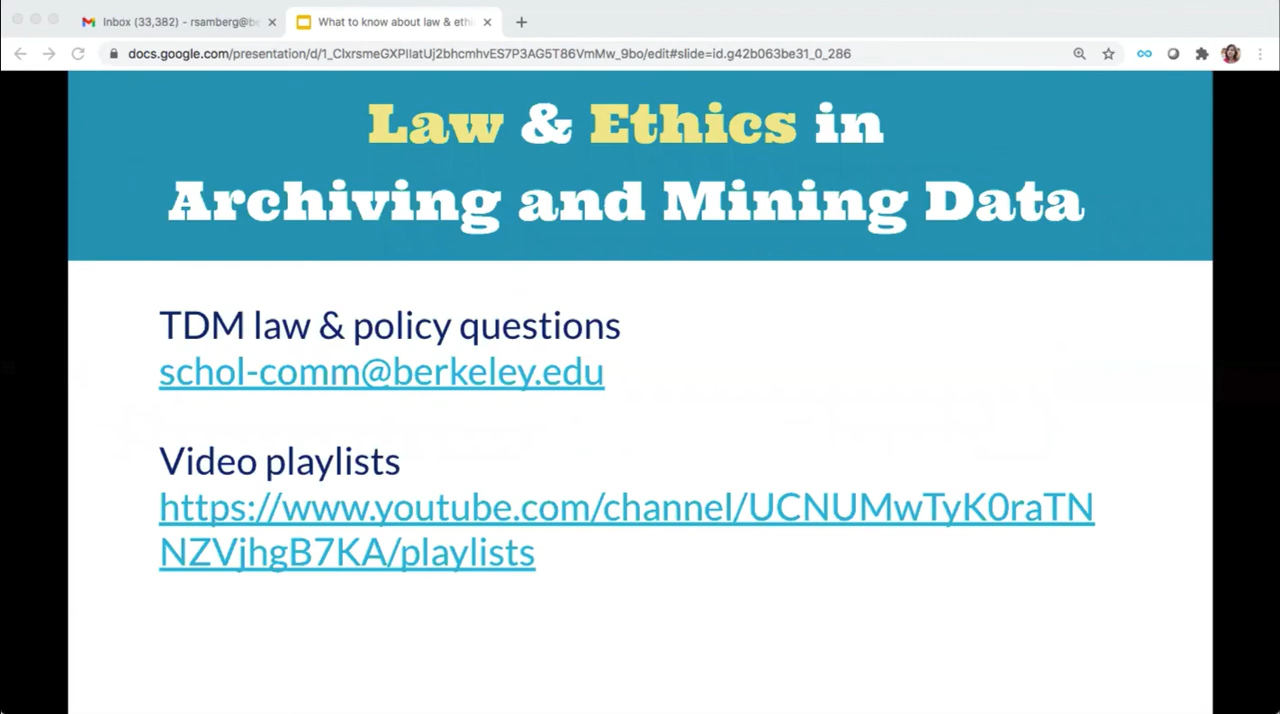 Inbox (33,382) - rsamberg@be
What to know about law & ethi
docs.google.com/presentation/d/1_ClxrsmeGXPIIatUj2bhcmhvES7P3AG5T86VmMw_9bo/edit#slide=id.g42b063be31_0_286
Law & Ethics in
Archiving and Mining Data
TDM law & policy questions
schol-comm@berkeley.edu
Video playlists
https://www.youtube.com/channel/UCNUMwTyK0raTN
NZVjhgB7KA/playlists